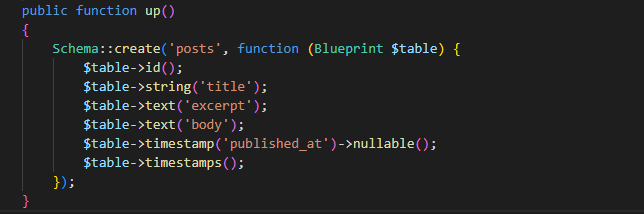 public function up()
{
    Schema::create('posts', function (Blueprint $table) {
        $table->id();
        $table->string('title');
        $table->text('excerpt');
        $table->text('body');
        $table->timestamp('published_at')->nullable();
        $table->timestamps();
    });
}